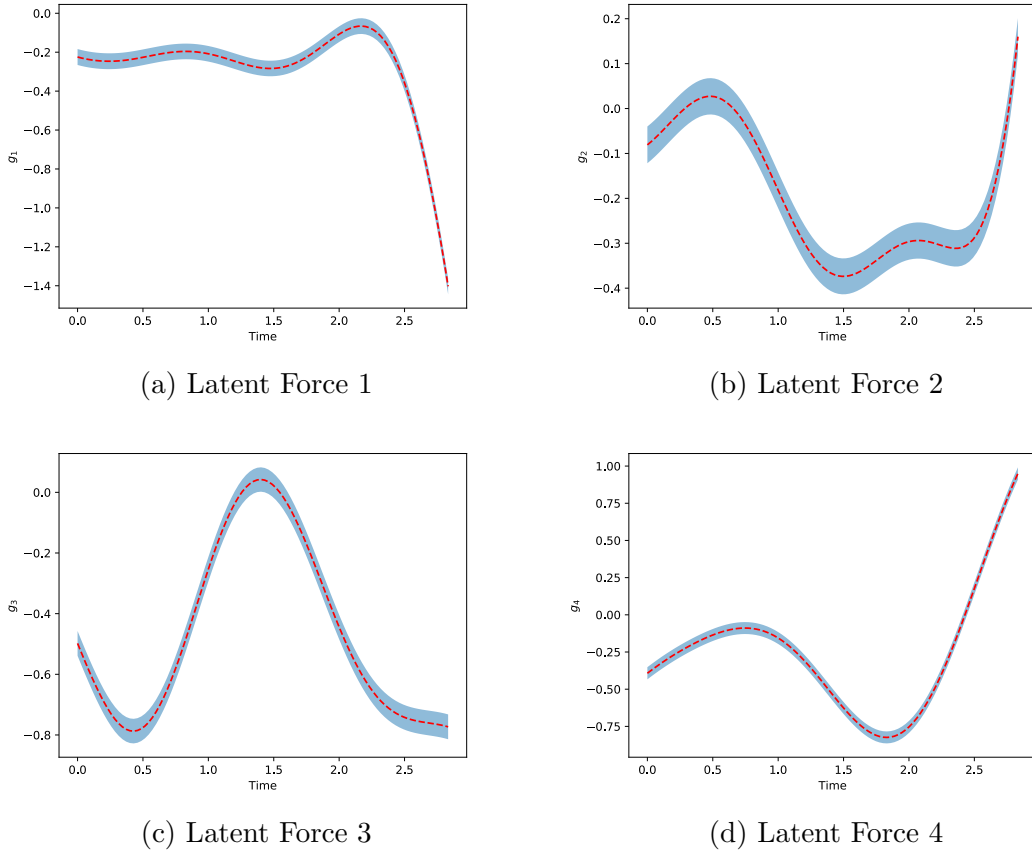 0.0
−0.2
−0.4
−0.6
−0.8
−1.0
−1.2
−1.4
g1
0.0 0.5 1.0 1.5 2.0 2.5
Time
(a) Latent Force 1
0.2
0.1
0.0
−0.1
−0.2
−0.3
−0.4
g2
0.0 0.5 1.0 1.5 2.0 2.5
Time
(b) Latent Force 2
0.0
−0.2
−0.4
−0.6
−0.8
g3
0.0 0.5 1.0 1.5 2.0 2.5
Time
(c) Latent Force 3
1.00
0.75
0.50
0.25
0.00
−0.25
−0.50
−0.75
g4
0.0 0.5 1.0 1.5 2.0 2.5
Time
(d) Latent Force 4